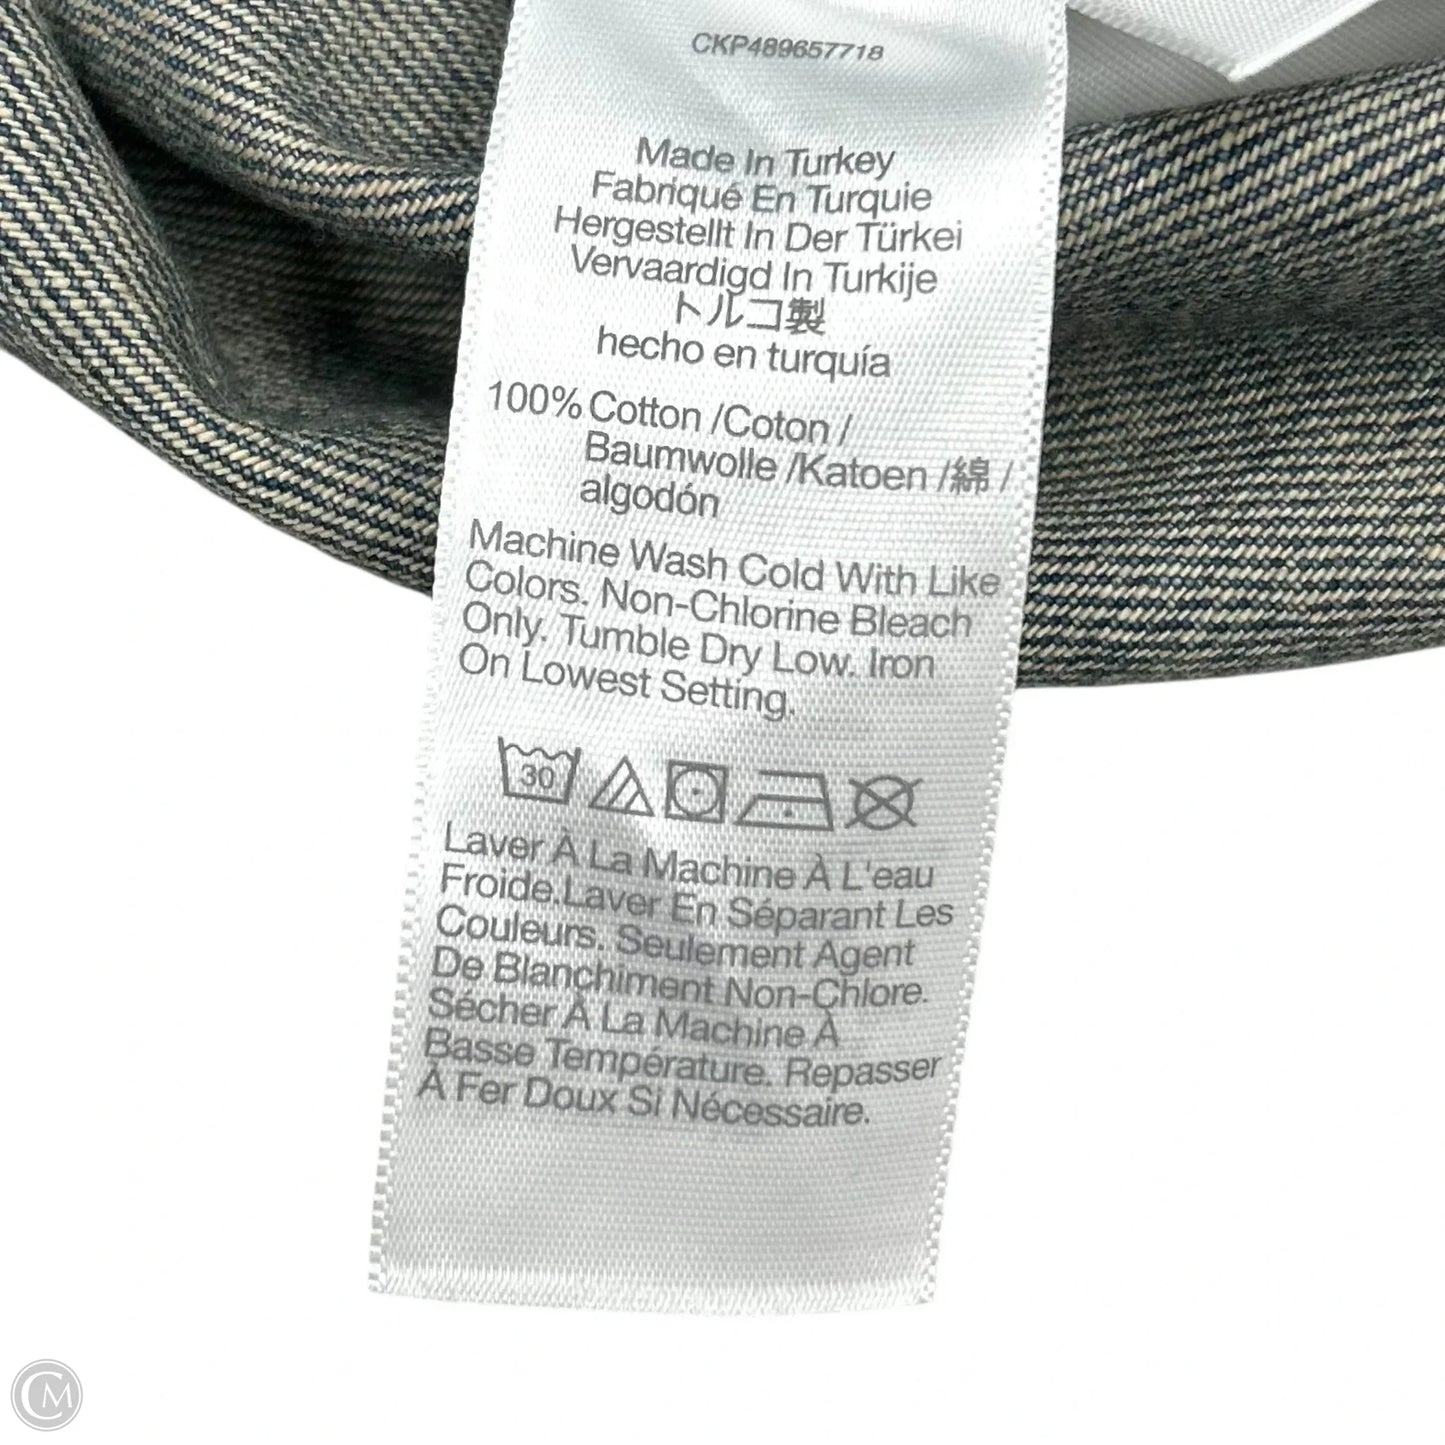 CKP489657718
Made In Turkey
Fabriqué En Turquie
Hergestellt In Der Türkei
Vervaardigd In Turkije
トルコ製
hecho en turquía
100% Cotton /Coton /
Baumwolle /Katoen /綿 /
algodón
Machine Wash Cold With Like
Colors. Non-Chlorine Bleach
Only. Tumble Dry Low. Iron
On Lowest Setting.
30
Laver À La Machine À L'eau
Froide.Laver En Séparant Les
Couleurs. Seulement Agent
De Blanchiment Non-Chlore.
Sécher À La Machine À
Basse Température. Repasser
À Fer Doux Si Nécessaire.
CM